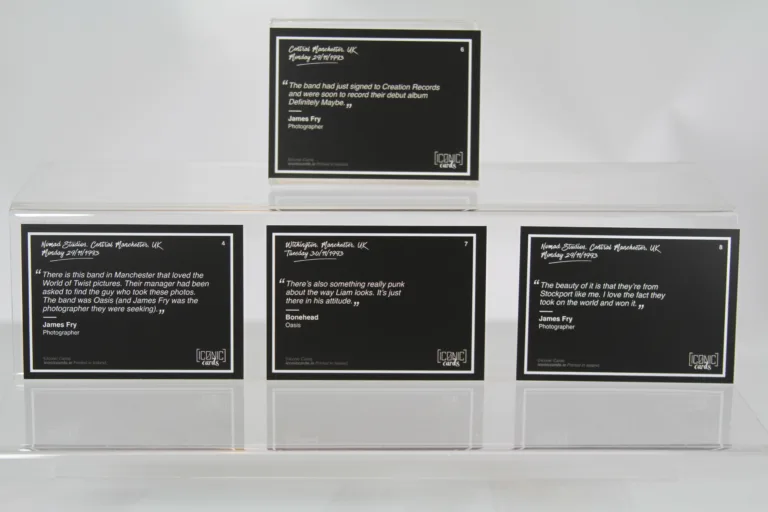 Central Manchester, UK
Monday 29/11/1993
6
“The band had just signed to Creation Records
and were soon to record their debut album
Definitely Maybe.„
James Fry
Photographer
[ICONIC]
cards
Nomad Studios, Central Manchester, UK
Monday 29/11/1993
4
“There is this band in Manchester that loved the
World of Twist pictures. Their manager had been
asked to find the guy who took these photos.
The band was Oasis (and James Fry was the
photographer they were seeking).„
James Fry
Photographer
[ICONIC]
cards
Withington, Manchester, UK
Tuesday 30/11/1993
7
“There's also something really punk
about the way Liam looks. It's just
there in his attitude.„
Bonehead
Oasis
[ICONIC]
cards
Nomad Studios, Central Manchester, UK
Monday 29/11/1993
“The beauty of it is that they're from
Stockport like me. I love the fact they
took on the world and won it.„
James Fry
Photographer
[ICONIC]
cards